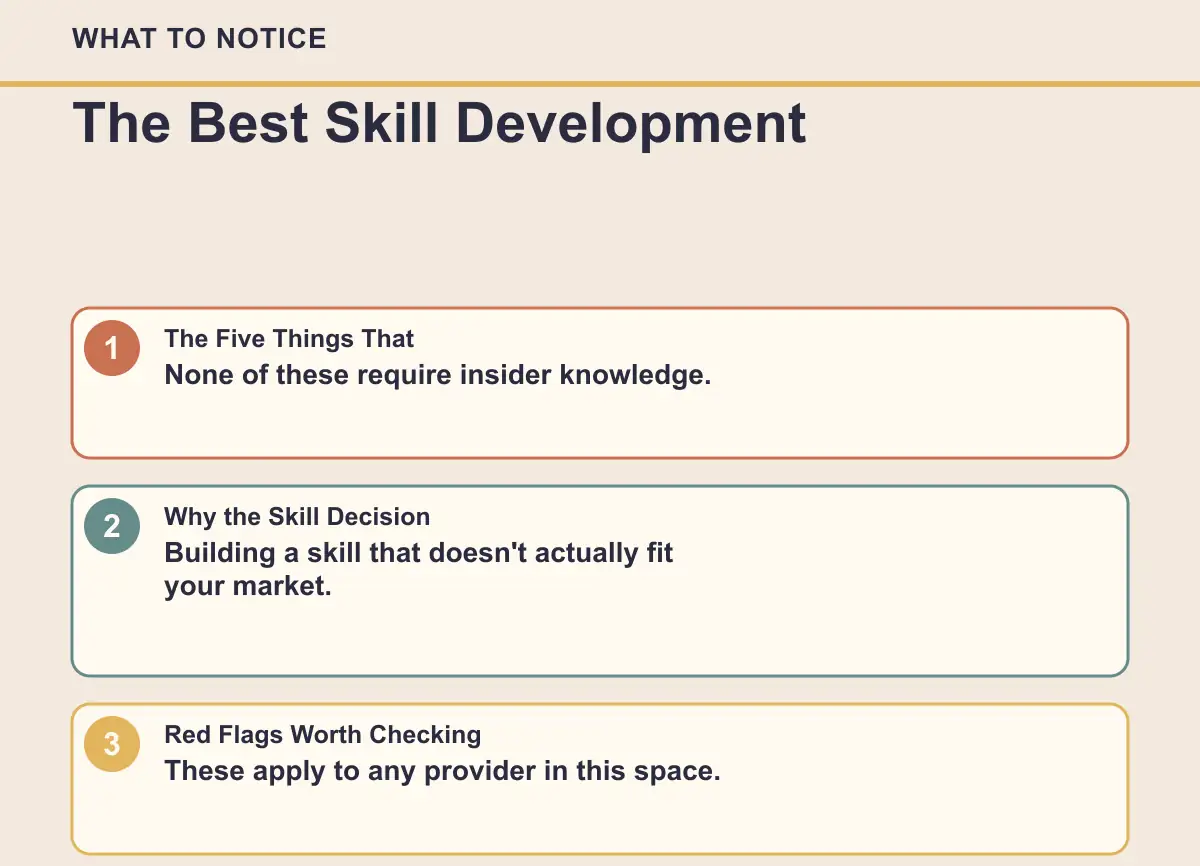 WHAT TO NOTICE
The Best Skill Development
1
The Five Things That
None of these require insider knowledge.
2
Why the Skill Decision
Building a skill that doesn't actually fit
your market.
3
Red Flags Worth Checking
These apply to any provider in this space.